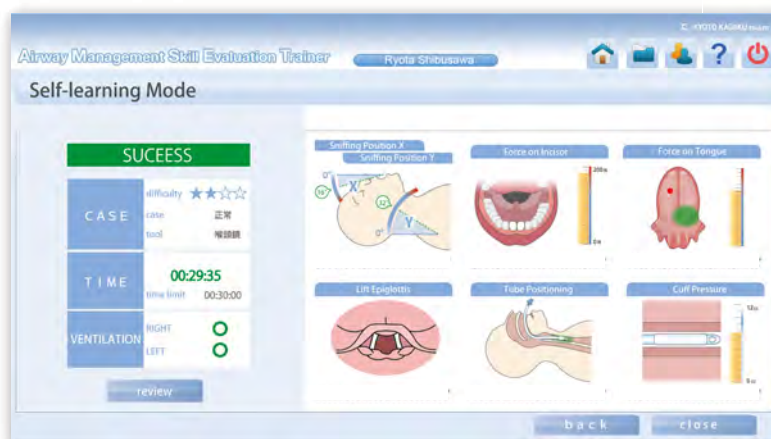 KYOTO KAGAKU
Airway Management Skill Evaluation Trainer
Ryota Shibusawa
?
Self-learning Mode
SUCEESS
CASE
difficulty ★★☆☆
case 正常
tool 喉頭鏡
TIME
00:29:35
time limit 00:30:00
VENTILATION
RIGHT
LEFT
review
Sniffing Position X
Sniffing Position Y
0°
X
Y
0°
Force on Incisor
Force on Tongue
Lift Epiglottis
Tube Positioning
Cuff Pressure
back
close